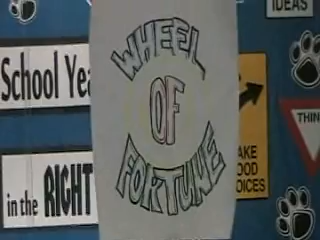 IDEAS
WHEEL
OF
FORTUNE
School Yea
in the RIGHT
THIN
AKE
OOD
OICES